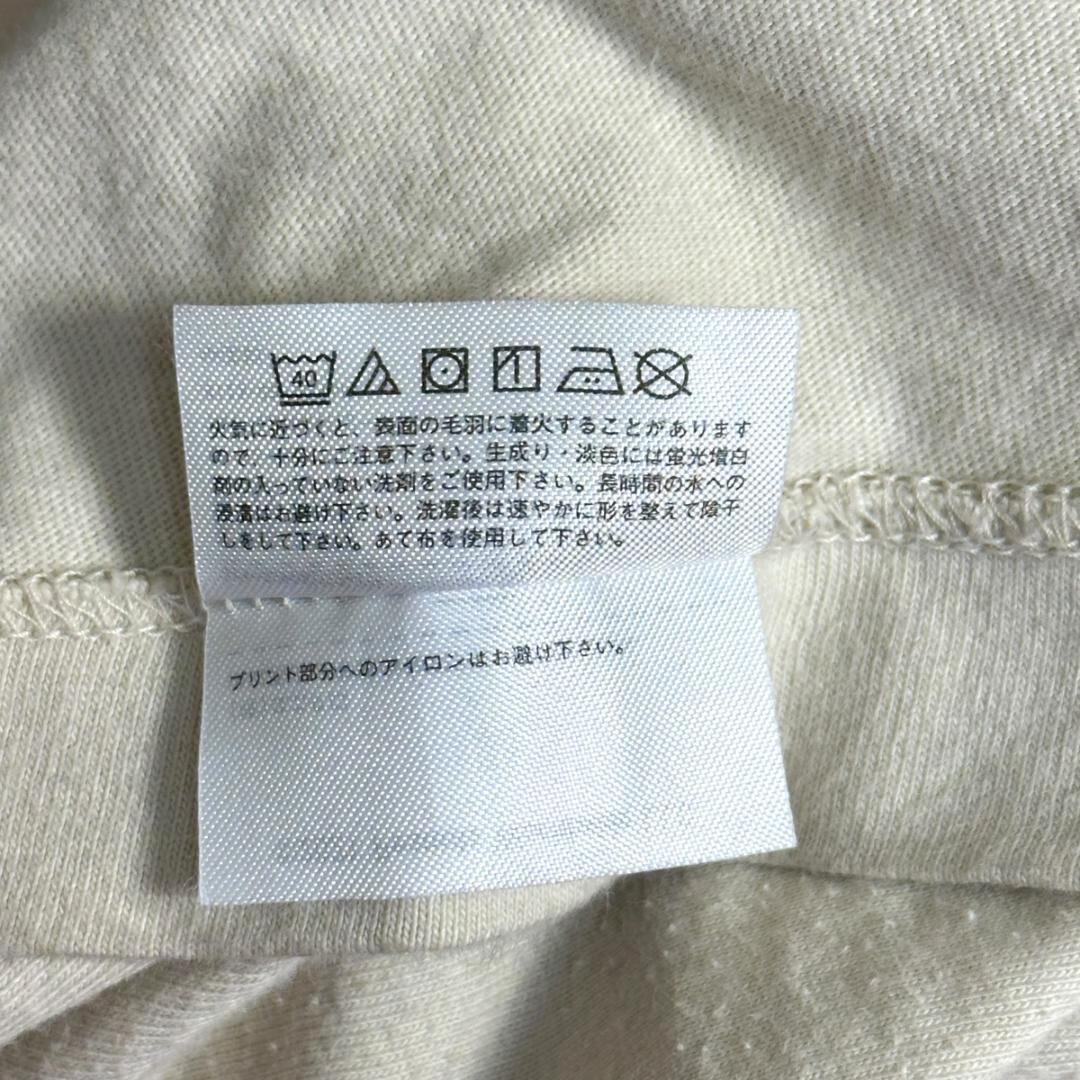 40
火気に近づくと、表面の毛羽に着火することがあります
ので、十分にご注意下さい。生成り・淡色には蛍光増白
剤の入っていない洗剤をご使用下さい。長時間の水への
浸漬はお避け下さい。洗濯後は速やかに形を整えて陰干
しをして下さい。あて布を使用して下さい。
プリント部分へのアイロンはお避け下さい。